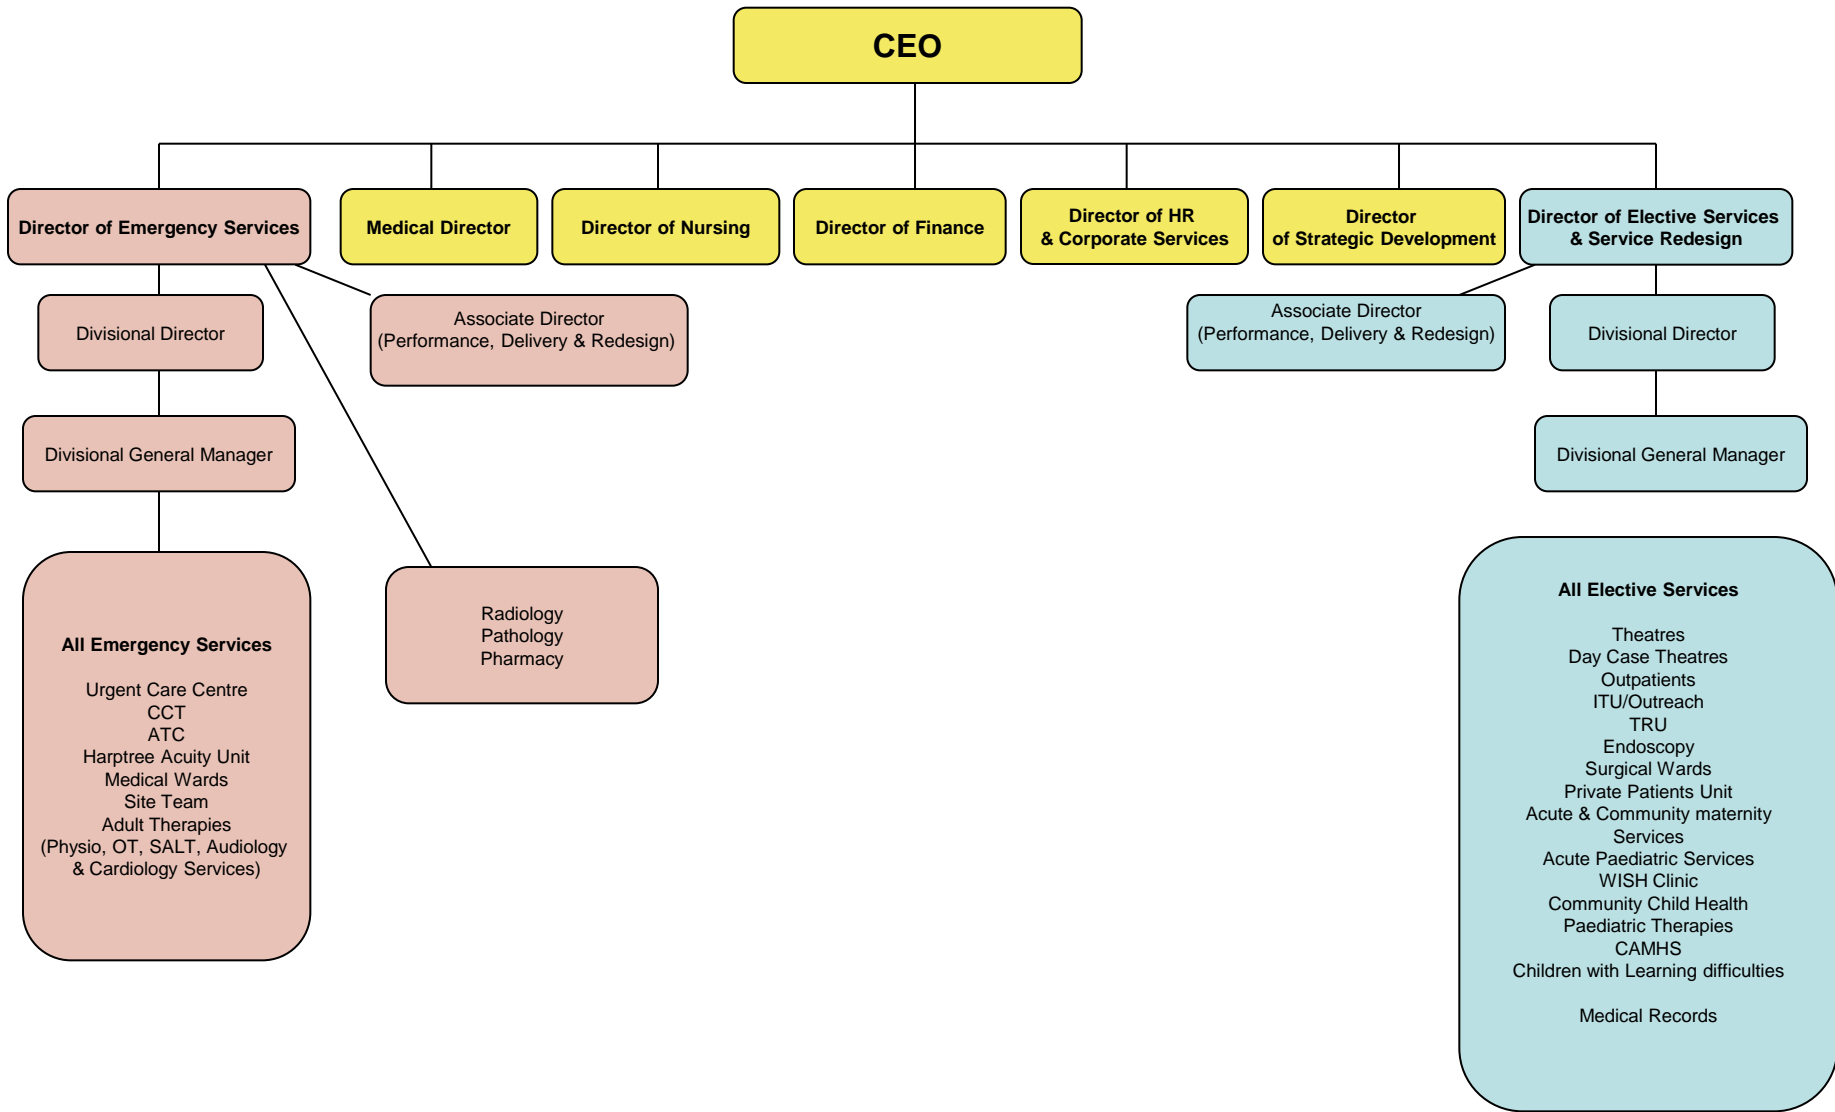 CEO
Director of Emergency Services
Medical Director
Director of Nursing
Director of Finance
Director of HR
& Corporate Services
Director
of Strategic Development
Director of Elective Services
& Service Redesign
Divisional Director
Associate Director
(Performance, Delivery & Redesign)
Associate Director
(Performance, Delivery & Redesign)
Divisional Director
Divisional General Manager
Divisional General Manager
All Emergency Services
Urgent Care Centre
CCT
ATC
Harptree Acuity Unit
Medical Wards
Site Team
Adult Therapies
(Physio, OT, SALT, Audiology
& Cardiology Services)
Radiology
Pathology
Pharmacy
All Elective Services
Theatres
Day Case Theatres
Outpatients
ITU/Outreach
TRU
Endoscopy
Surgical Wards
Private Patients Unit
Acute & Community maternity
Services
Acute Paediatric Services
WISH Clinic
Community Child Health
Paediatric Therapies
CAMHS
Children with Learning difficulties
Medical Records